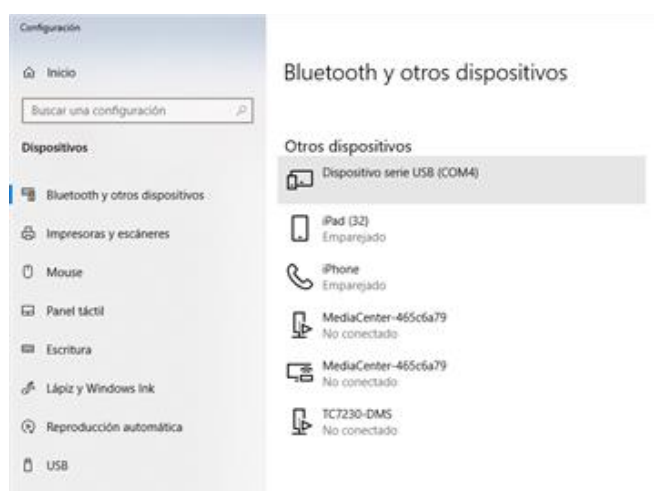 Configuración
Inicio
Buscar una configuración
Dispositivos
Bluetooth y otros dispositivos
Impresoras y escáneres
Mouse
Panel táctil
Escritura
Lápiz y Windows Ink
Reproducción automática
USB
Bluetooth y otros dispositivos
Otros dispositivos
Dispositivo serie USB (COM4)
iPad (32)
Emparejado
iPhone
Emparejado
MediaCenter-465c6a79
No conectado
MediaCenter-465c6a79
No conectado
TC7230-DMS
No conectado